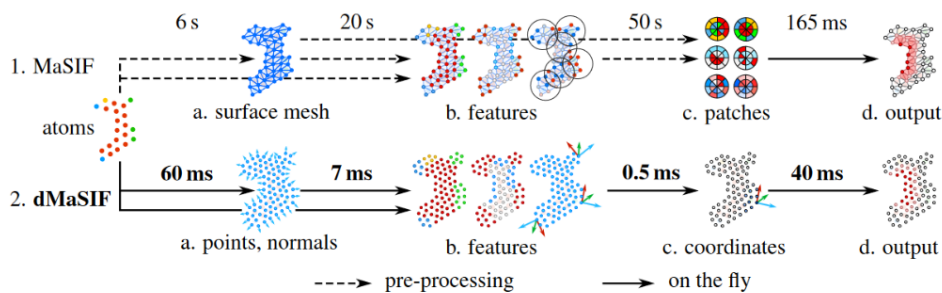 6 s 20 s 50 s 165 ms
1. MaSIF
a. surface mesh b. features c. patches d. output
atoms
60 ms 7 ms 0.5 ms 40 ms
2. dMaSIF
a. points, normals b. features c. coordinates d. output
pre-processing on the fly